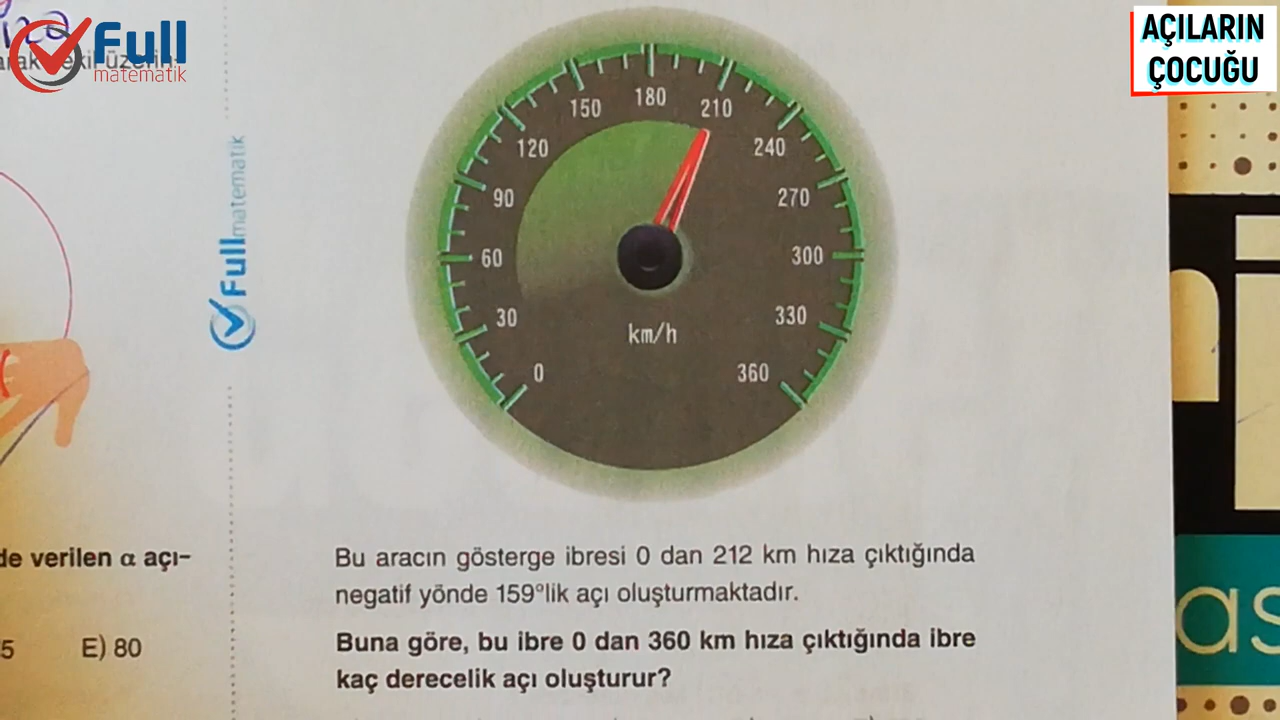 Full
matematik
AÇILARIN
ÇOCUĞU
Fullmatematik
180
150
210
120
240
90
270
60
300
30
330
km/h
0
360
de verilen α açı-
5 E) 80
Bu aracın gösterge ibresi 0 dan 212 km hıza çıktığında
negatif yönde 159°lik açı oluşturmaktadır.
Buna göre, bu ibre 0 dan 360 km hıza çıktığında ibre
kaç derecelik açı oluşturur?
as